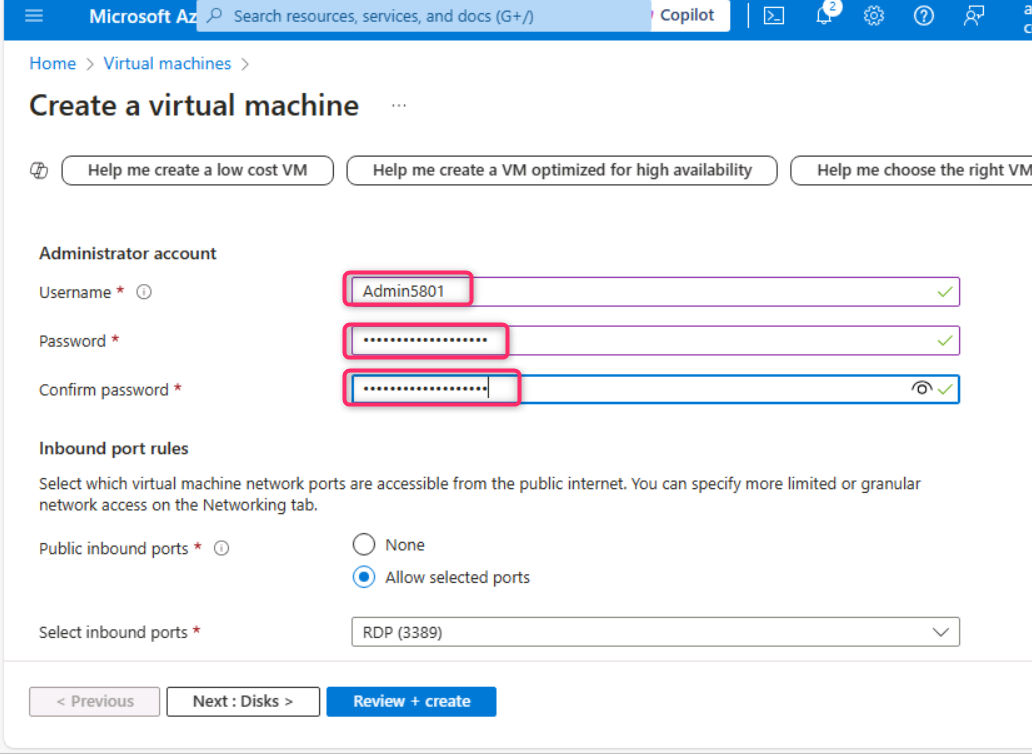 Microsoft Az Search resources, services, and docs (G+/) Copilot 2
Home > Virtual machines >
Create a virtual machine ...
Help me create a low cost VM Help me create a VM optimized for high availability Help me choose the right VM
Administrator account
Username * Admin5801
Password * •••••••••••••••••••
Confirm password * •••••••••••••••••••
Inbound port rules
Select which virtual machine network ports are accessible from the public internet. You can specify more limited or granular
network access on the Networking tab.
Public inbound ports * None
Allow selected ports
Select inbound ports * RDP (3389)
< Previous Next : Disks > Review + create